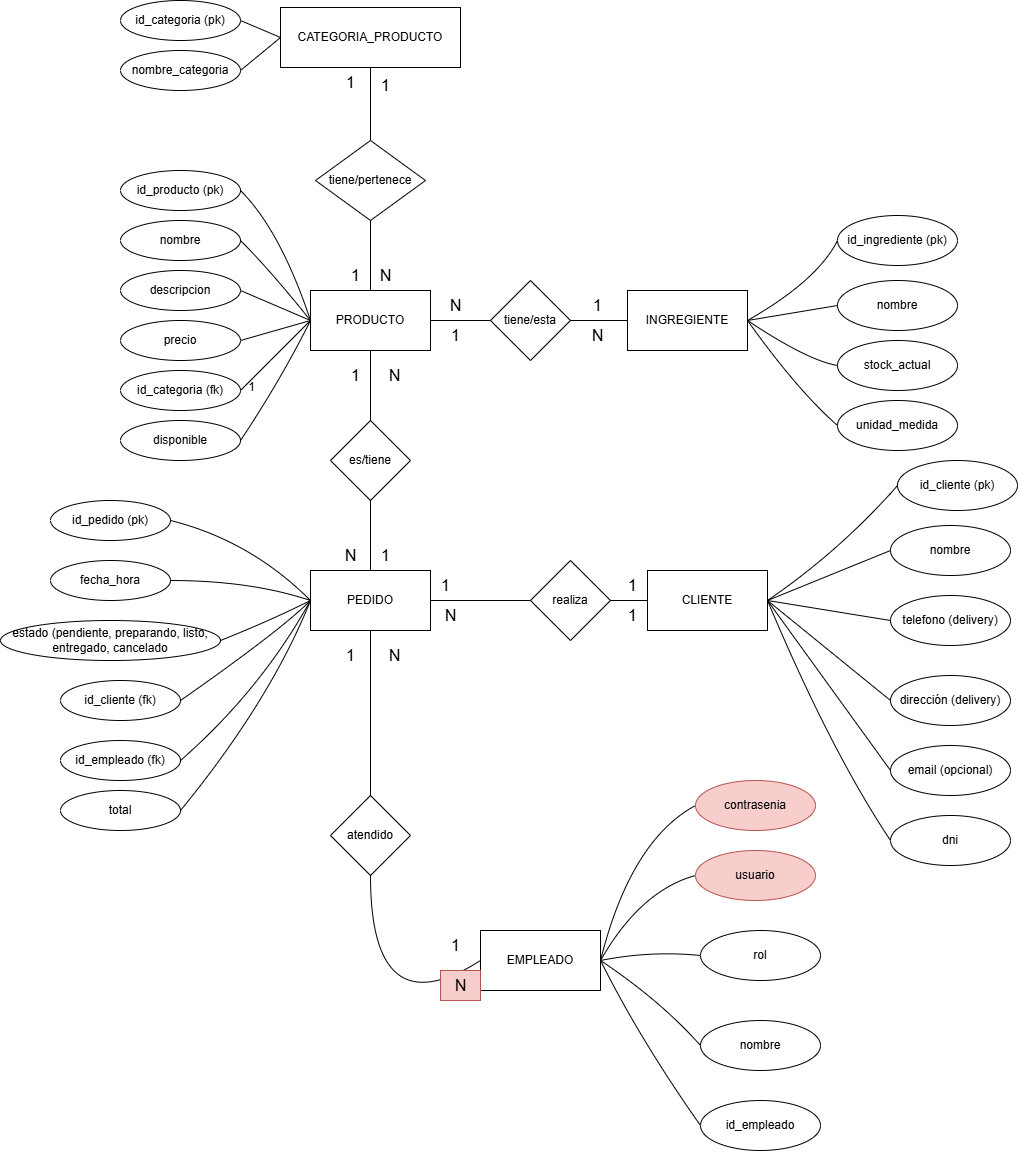 id_categoria (pk)
CATEGORIA_PRODUCTO
nombre_categoria
1
1
tiene/pertenece
id_producto (pk)
nombre
descripcion
precio
id_categoria (fk)
1
disponible
1
N
PRODUCTO
N
1
tiene/esta
1
N
INGREGIENTE
id_ingrediente (pk)
nombre
stock_actual
unidad_medida
1
N
es/tiene
N
1
id_pedido (pk)
fecha_hora
estado (pendiente, preparando, listo,
entregado, cancelado
id_cliente (fk)
id_empleado (fk)
total
PEDIDO
1
N
realiza
1
1
CLIENTE
id_cliente (pk)
nombre
telefono (delivery)
dirección (delivery)
email (opcional)
dni
1
N
atendido
1
N
EMPLEADO
contrasenia
usuario
rol
nombre
id_empleado